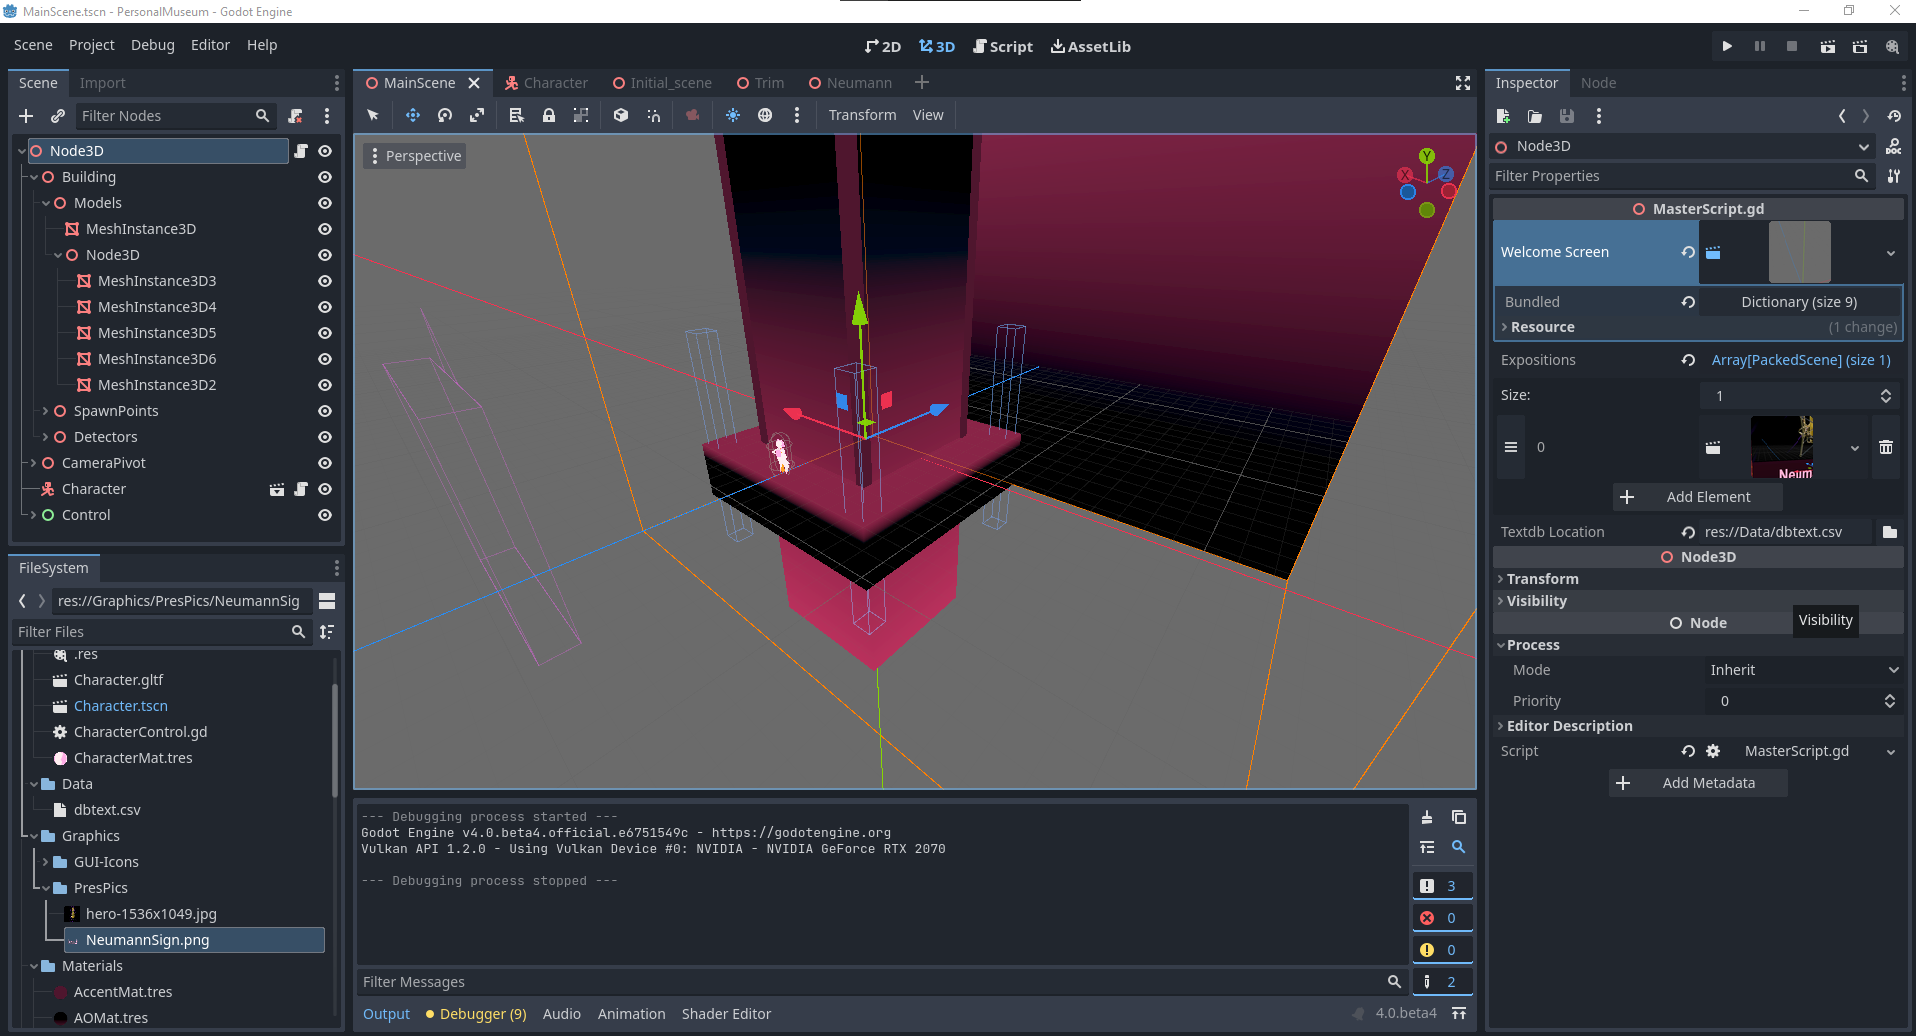 MainScene.tscn - PersonalMuseum - Godot Engine
Scene Project Debug Editor Help
2D 3D Script AssetLib
Scene Import
Filter Nodes
Node3D
Building
Models
MeshInstance3D
Node3D
MeshInstance3D3
MeshInstance3D4
MeshInstance3D5
MeshInstance3D6
MeshInstance3D2
SpawnPoints
Detectors
CameraPivot
Character
Control
FileSystem
res://Graphics/PresPics/NeumannSig
Filter Files
.res
Character.gltf
Character.tscn
CharacterControl.gd
CharacterMat.tres
Data
dbtext.csv
Graphics
GUI-Icons
PresPics
hero-1536x1049.jpg
NeumannSign.png
Materials
AccentMat.tres
AOMat.tres
MainScene Character Initial_scene Trim Neumann
Transform View
Perspective
Y
X
Z
--- Debugging process started ---
Godot Engine v4.0.beta4.official.e6751549c - https://godotengine.org
Vulkan API 1.2.0 - Using Vulkan Device #0: NVIDIA - NVIDIA GeForce RTX 2070
--- Debugging process stopped ---
3
0
0
2
Filter Messages
Output Debugger (9) Audio Animation Shader Editor 4.0.beta4
Inspector Node
Node3D
DOC
Filter Properties
MasterScript.gd
Welcome Screen
Bundled Dictionary (size 9)
Resource (1 change)
Expositions Array[PackedScene] (size 1)
Size: 1
0
Neum
Add Element
Textdb Location res://Data/dbtext.csv
Node3D
Transform
Visibility
Node
Visibility
Process
Mode Inherit
Priority 0
Editor Description
Script MasterScript.gd
Add Metadata